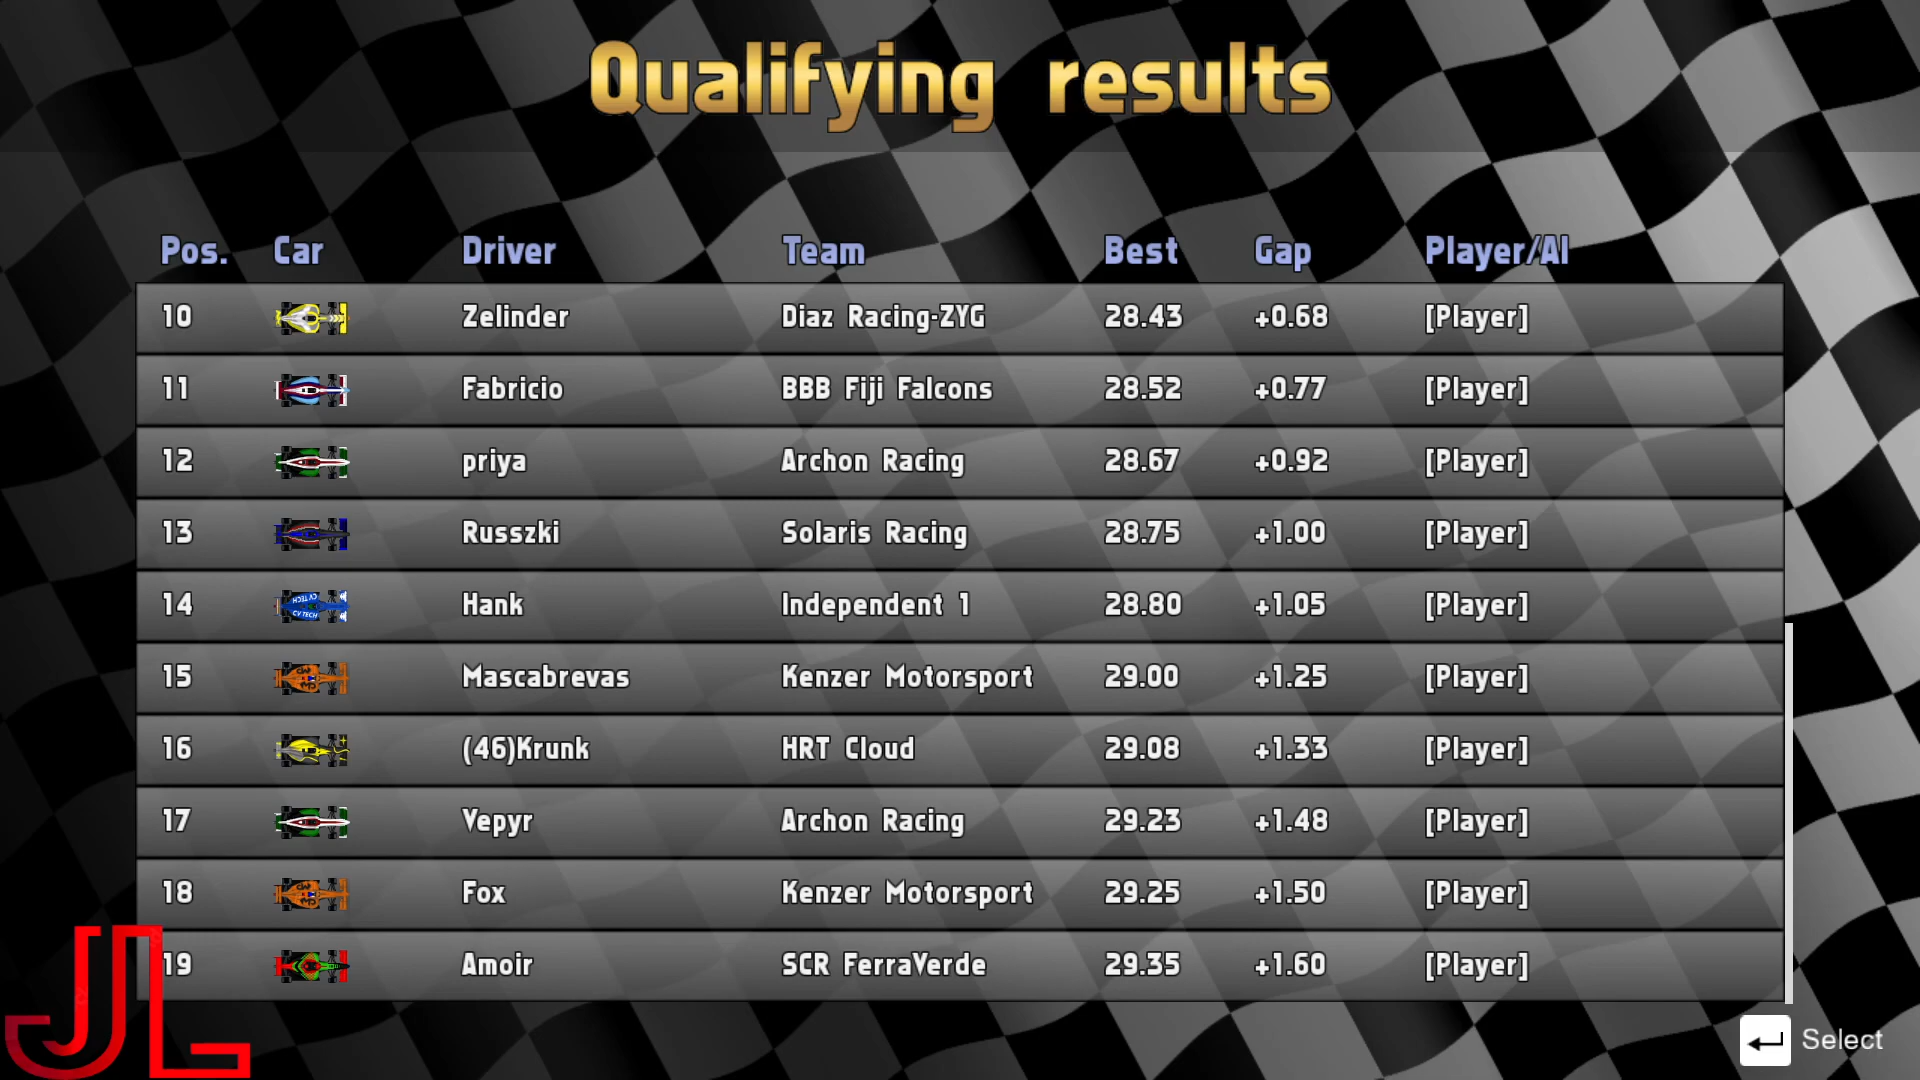 Qualifying results
Pos. Car Driver Team Best Gap Player/AI
10 Zelinder Diaz Racing-ZYG 28.43 +0.68 [Player]
11 Fabricio BBB Fiji Falcons 28.52 +0.77 [Player]
12 priya Archon Racing 28.67 +0.92 [Player]
13 Russzki Solaris Racing 28.75 +1.00 [Player]
14 CV TECH CV TECH Hank Independent 1 28.80 +1.05 [Player]
15 Mascabrevas Kenzer Motorsport 29.00 +1.25 [Player]
16 (46)Krunk HRT Cloud 29.08 +1.33 [Player]
17 Vepyr Archon Racing 29.23 +1.48 [Player]
18 Fox Kenzer Motorsport 29.25 +1.50 [Player]
19 Amoir SCR FerraVerde 29.35 +1.60 [Player]
JL
Select